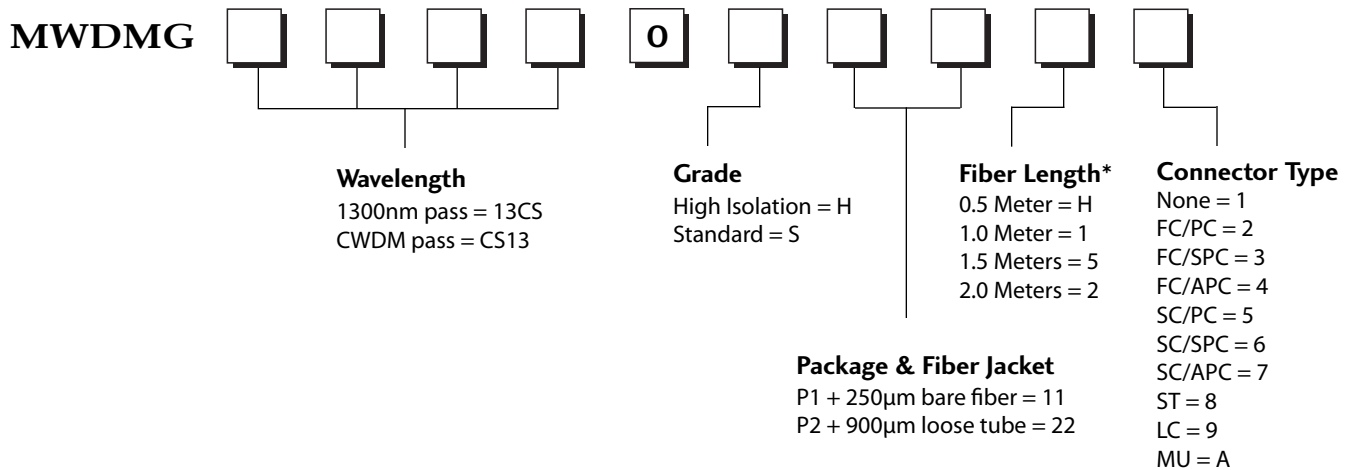 MWDMG 0
Wavelength
1300nm pass = 13CS
CWDM pass = CS13
Grade
High Isolation = H
Standard = S
Package & Fiber Jacket
P1 + 250µm bare fiber = 11
P2 + 900µm loose tube = 22
Fiber Length*
0.5 Meter = H
1.0 Meter = 1
1.5 Meters = 5
2.0 Meters = 2
Connector Type
None = 1
FC/PC = 2
FC/SPC = 3
FC/APC = 4
SC/PC = 5
SC/SPC = 6
SC/APC = 7
ST = 8
LC = 9
MU = A